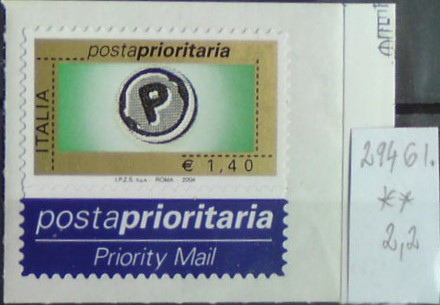 postaprioritaria
P
ITALIA
€ 1,40
I.P.Z.S. S.p.A. - ROMA - 2004
postaprioritaria
Priority Mail
2946 I.
**
2,2